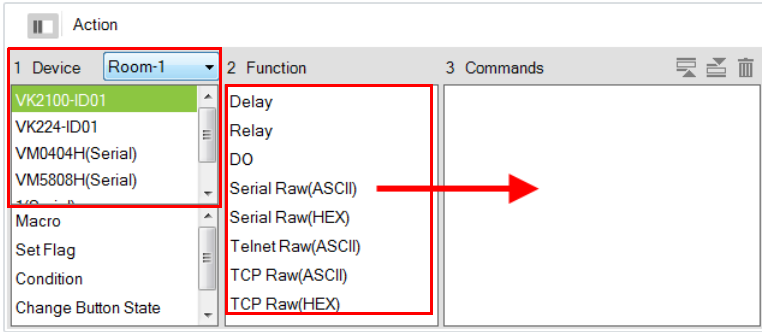 Action
1 Device
Room-1
VK2100-ID01
VK224-ID01
VM0404H(Serial)
VM5808H(Serial)
Macro
Set Flag
Condition
Change Button State
2 Function
Delay
Relay
DO
Serial Raw(ASCII)
Serial Raw(HEX)
Telnet Raw(ASCII)
TCP Raw(ASCII)
TCP Raw(HEX)
3 Commands